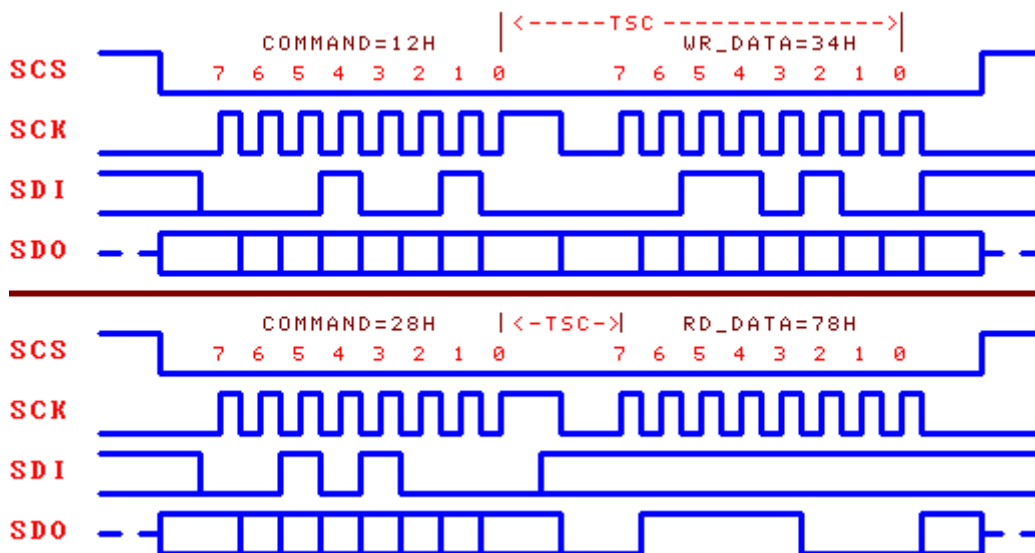 <-----TSC -------------->
COMMAND=12H WR_DATA=34H
SCS 7 6 5 4 3 2 1 0 7 6 5 4 3 2 1 0
SCK
SDI
SDO
COMMAND=28H <-TSC-> RD_DATA=78H
SCS 7 6 5 4 3 2 1 0 7 6 5 4 3 2 1 0
SCK
SDI
SDO